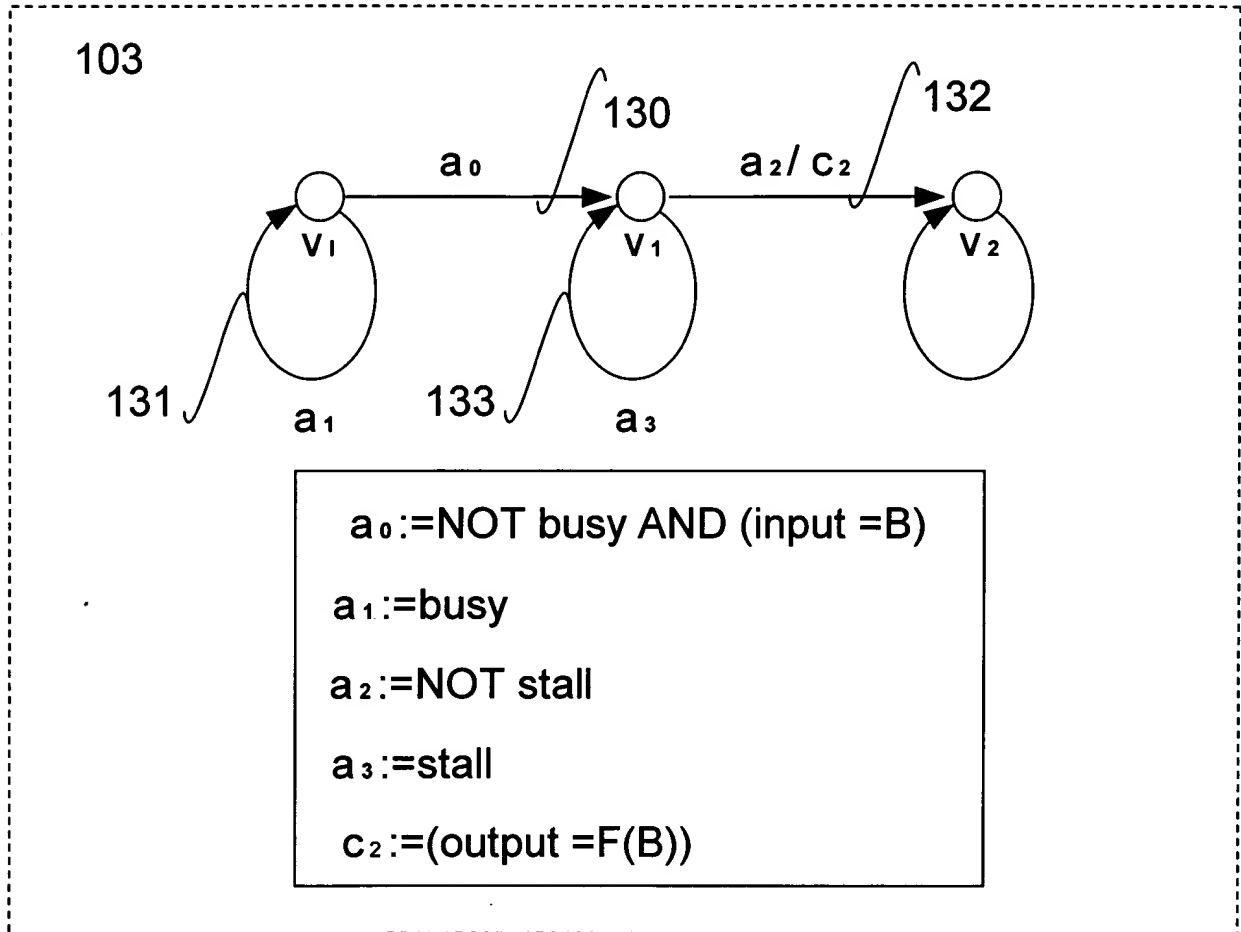 103
130
132
a₀
a₂/ c₂
vI
v₁
v₂
131
133
a₁
a₃
a₀:=NOT busy AND (input =B)
a₁:=busy
a₂:=NOT stall
a₃:=stall
c₂:=(output =F(B))